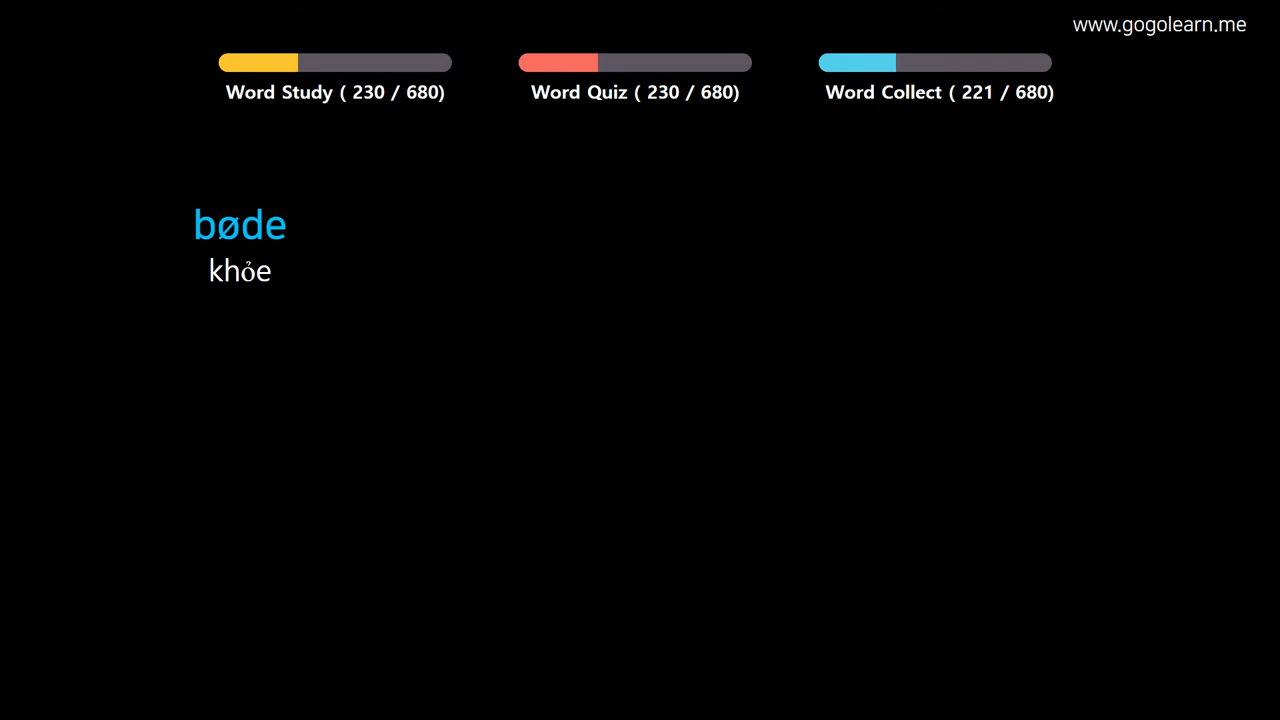 www.gogolearn.me
Word Study ( 230 / 680)
Word Quiz ( 230 / 680)
Word Collect ( 221 / 680)
bøde
khỏe